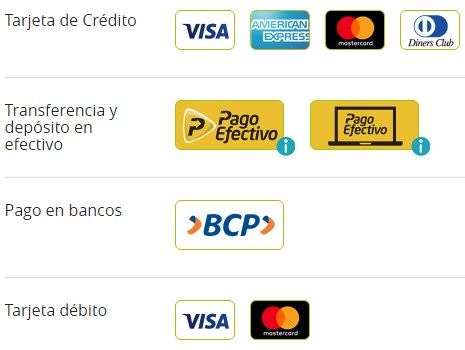 Tarjeta de Crédito
VISA
AMERICAN
EXPRESS
mastercard
Diners Club
Transferencia y
depósito en
efectivo
Pago
Efectivo
i
Pago
Efectivo
i
Pago en bancos
BCP
Tarjeta débito
VISA
mastercard